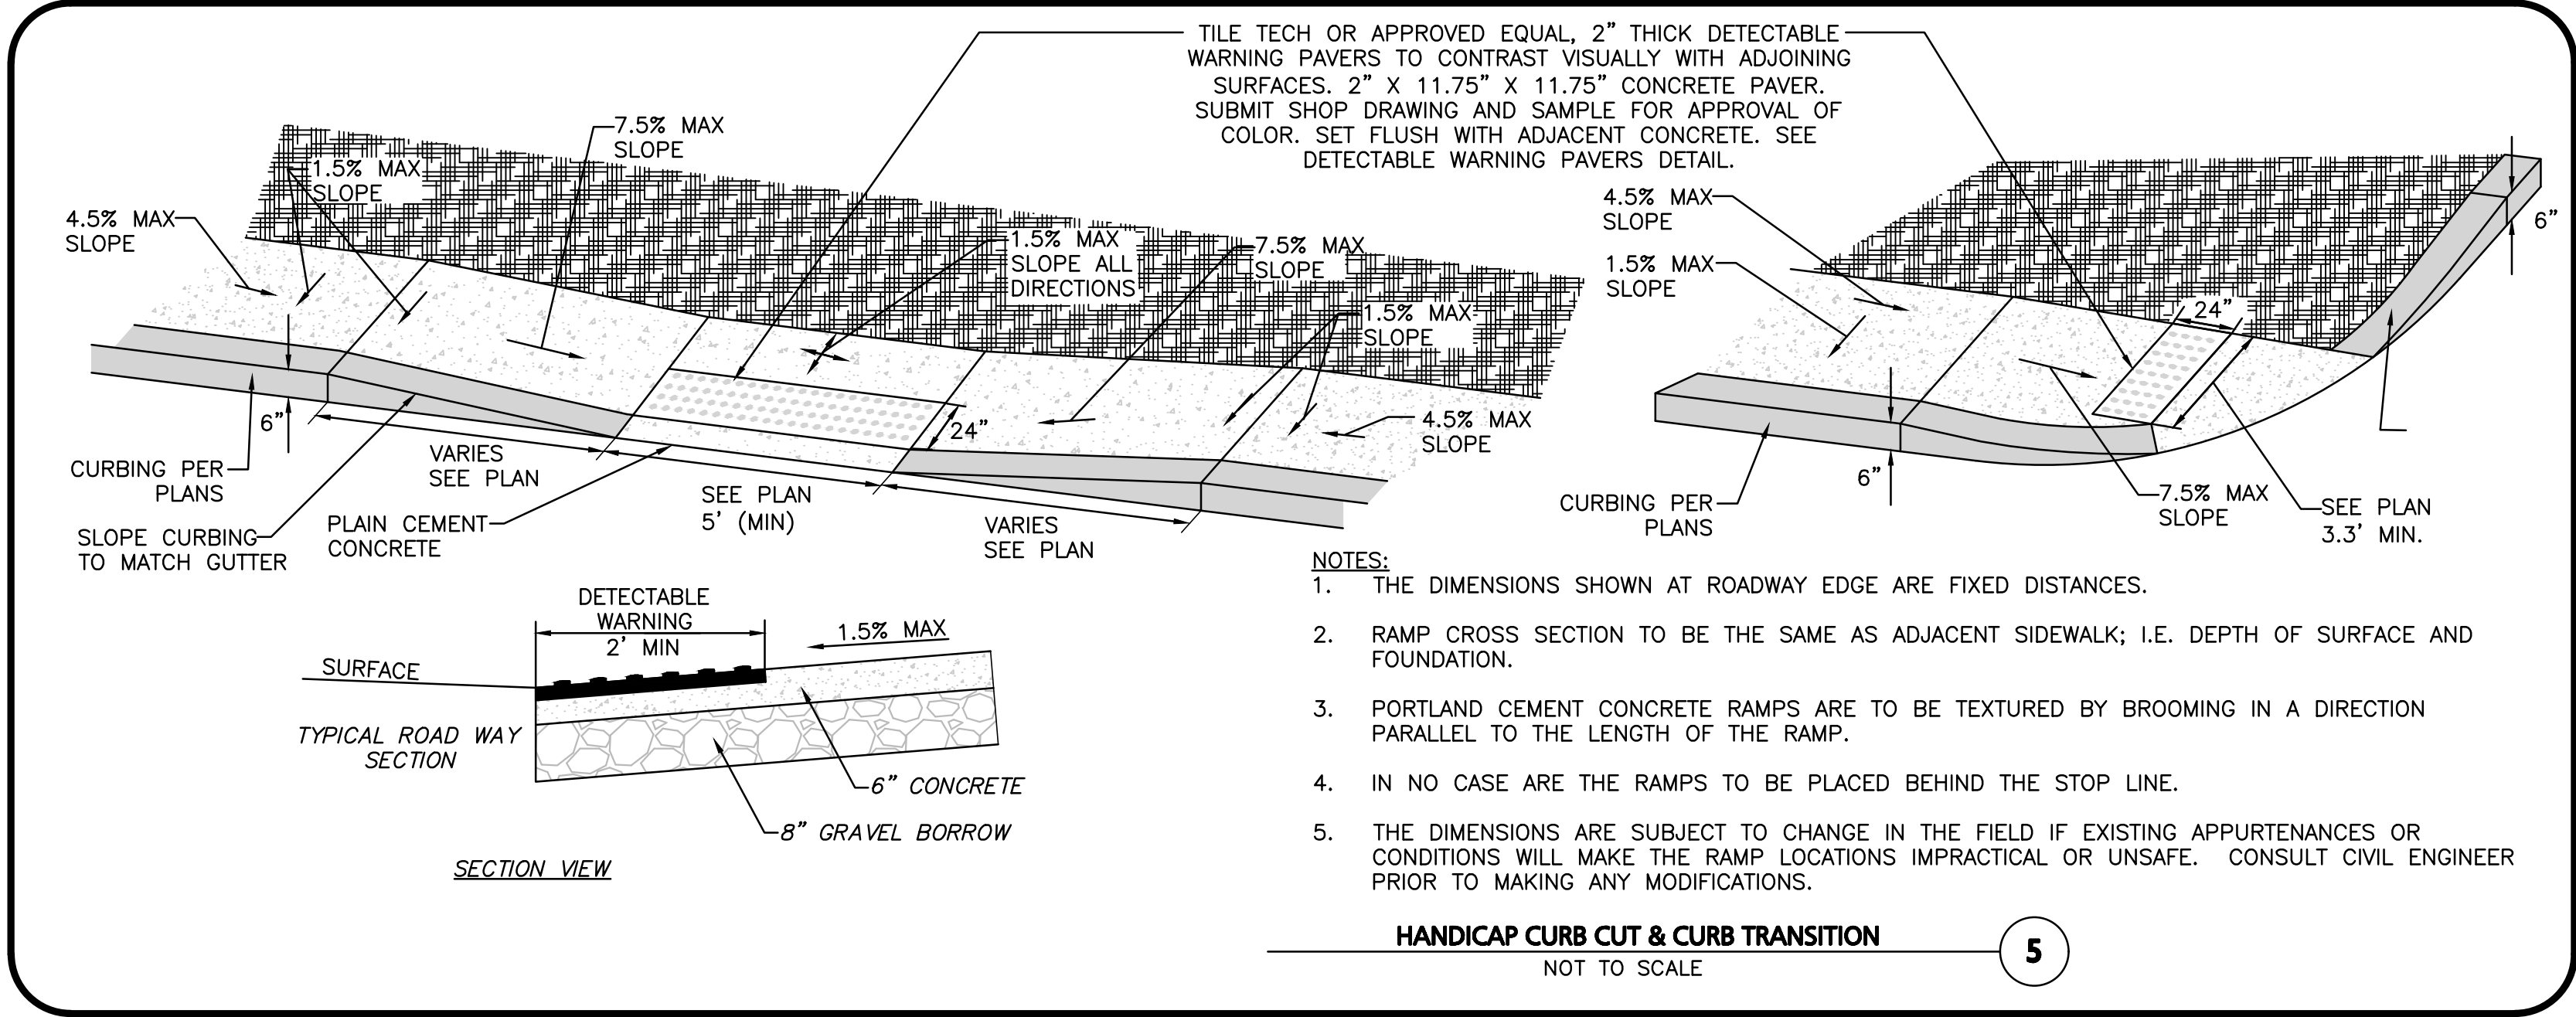 TILE TECH OR APPROVED EQUAL, 2" THICK DETECTABLE
WARNING PAVERS TO CONTRAST VISUALLY WITH ADJOINING
SURFACES. 2" X 11.75" X 11.75" CONCRETE PAVER.
SUBMIT SHOP DRAWING AND SAMPLE FOR APPROVAL OF
COLOR. SET FLUSH WITH ADJACENT CONCRETE. SEE
DETECTABLE WARNING PAVERS DETAIL.
7.5% MAX
SLOPE
1.5% MAX
SLOPE
4.5% MAX
SLOPE
1.5% MAX
SLOPE ALL
DIRECTIONS
7.5% MAX
SLOPE
1.5% MAX
SLOPE
4.5% MAX
SLOPE
24"
6"
CURBING PER
PLANS
SLOPE CURBING
TO MATCH GUTTER
VARIES
SEE PLAN
PLAIN CEMENT
CONCRETE
SEE PLAN
5' (MIN)
VARIES
SEE PLAN
4.5% MAX
SLOPE
1.5% MAX
SLOPE
24"
6"
6"
CURBING PER
PLANS
7.5% MAX
SLOPE
SEE PLAN
3.3' MIN.
DETECTABLE
WARNING
2' MIN
1.5% MAX
SURFACE
TYPICAL ROAD WAY
SECTION
6" CONCRETE
8" GRAVEL BORROW
SECTION VIEW
NOTES:
1. THE DIMENSIONS SHOWN AT ROADWAY EDGE ARE FIXED DISTANCES.
2. RAMP CROSS SECTION TO BE THE SAME AS ADJACENT SIDEWALK; I.E. DEPTH OF SURFACE AND
FOUNDATION.
3. PORTLAND CEMENT CONCRETE RAMPS ARE TO BE TEXTURED BY BROOMING IN A DIRECTION
PARALLEL TO THE LENGTH OF THE RAMP.
4. IN NO CASE ARE THE RAMPS TO BE PLACED BEHIND THE STOP LINE.
5. THE DIMENSIONS ARE SUBJECT TO CHANGE IN THE FIELD IF EXISTING APPURTENANCES OR
CONDITIONS WILL MAKE THE RAMP LOCATIONS IMPRACTICAL OR UNSAFE. CONSULT CIVIL ENGINEER
PRIOR TO MAKING ANY MODIFICATIONS.
HANDICAP CURB CUT & CURB TRANSITION
NOT TO SCALE
5